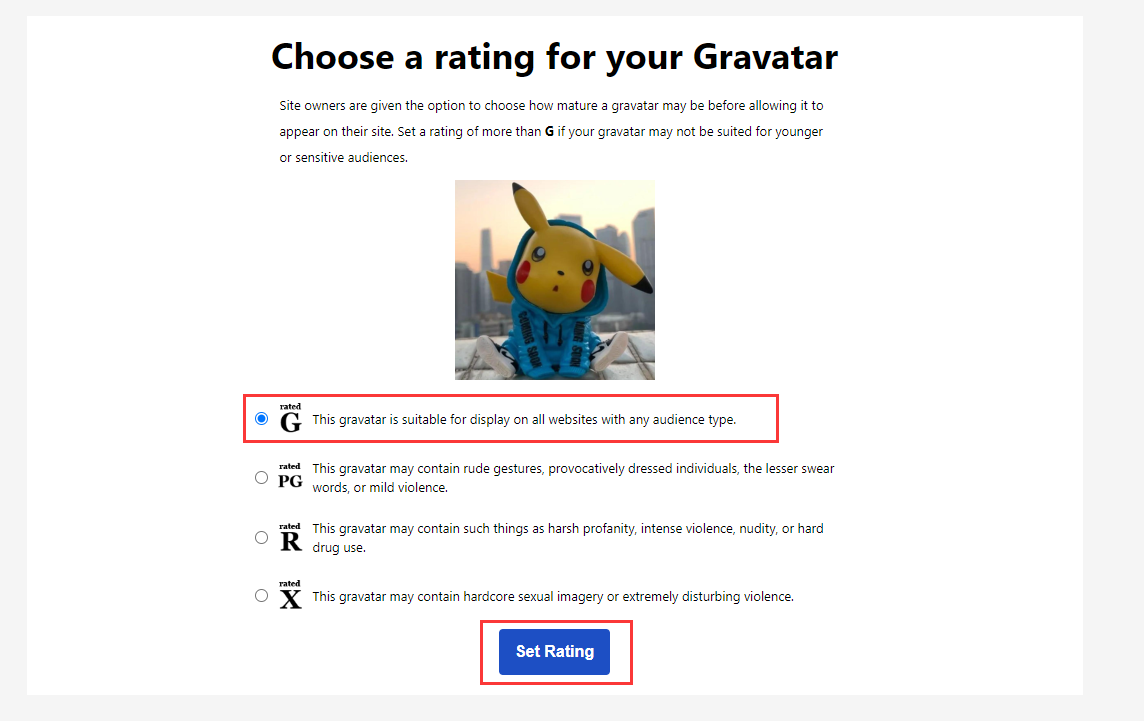 Choose a rating for your Gravatar
Site owners are given the option to choose how mature a gravatar may be before allowing it to
appear on their site. Set a rating of more than G if your gravatar may not be suited for younger
or sensitive audiences.
COMING SOON
rated
G This gravatar is suitable for display on all websites with any audience type.
rated
PG This gravatar may contain rude gestures, provocatively dressed individuals, the lesser swear
words, or mild violence.
rated
R This gravatar may contain such things as harsh profanity, intense violence, nudity, or hard
drug use.
rated
X This gravatar may contain hardcore sexual imagery or extremely disturbing violence.
Set Rating